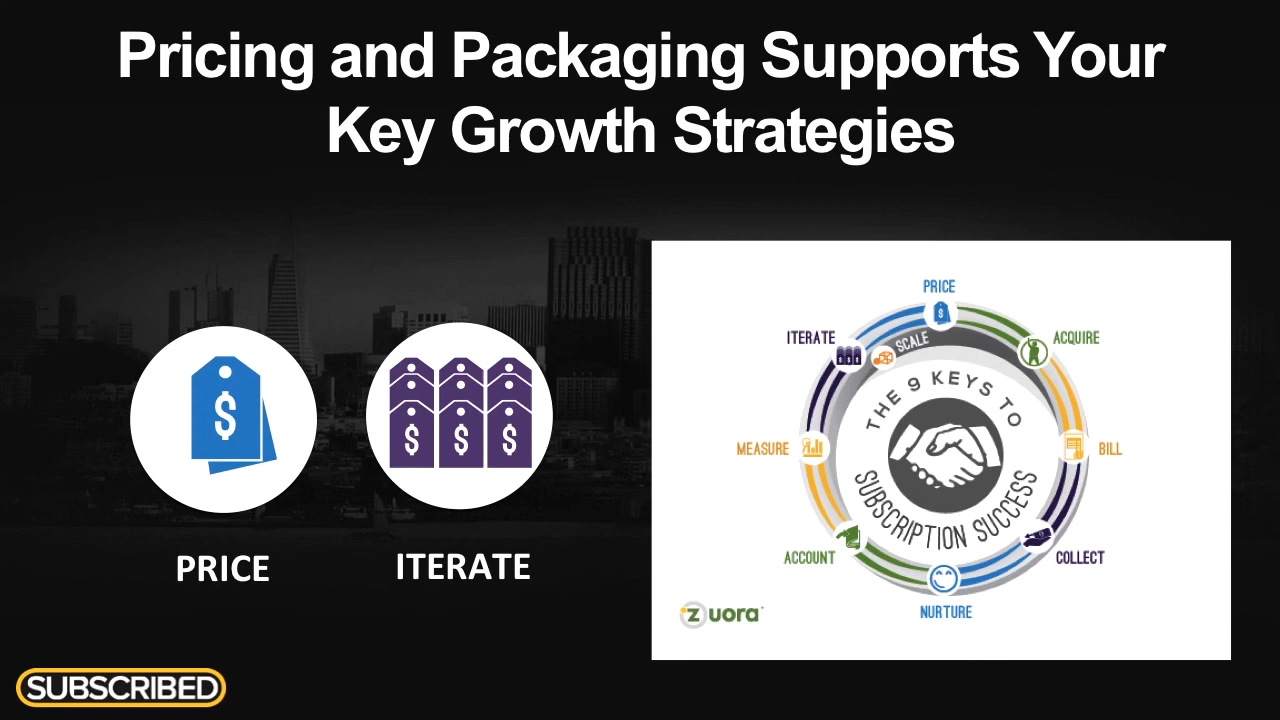 Pricing and Packaging Supports Your
Key Growth Strategies
$
$ $ $
PRICE
ITERATE
PRICE
ITERATE
SCALE
ACQUIRE
THE 9 KEYS TO
SUBSCRIPTION SUCCESS
MEASURE
BILL
ACCOUNT
COLLECT
NURTURE
zuora
SUBSCRIBED